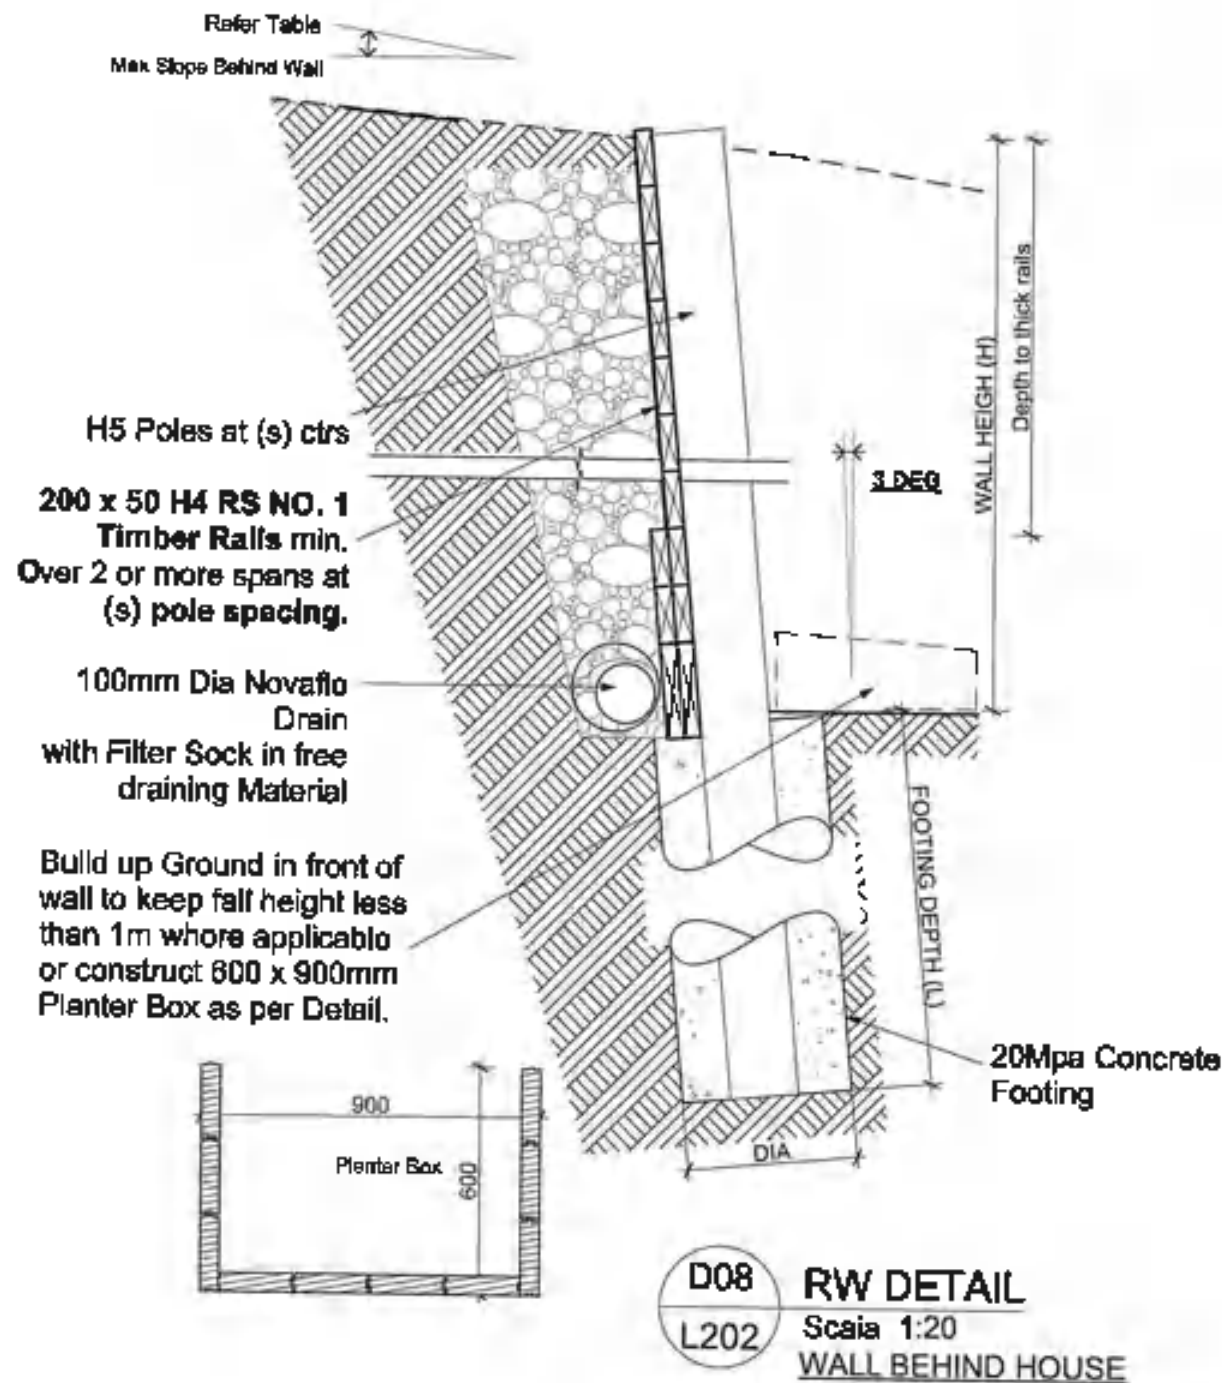 Refer Table
Max Slope Behind Wall
H5 Poles at (s) ctrs
200 x 50 H4 RS NO. 1
Timber Rails min.
Over 2 or more spans at
(s) pole spacing.
100mm Dia Novaflo
Drain
with Filter Sock in free
draining Material
Build up Ground in front of
wall to keep fall height less
than 1m whore applicablo
or construct 600 x 900mm
Planter Box as per Detail.
WALL HEIGH (H)
Depth to thick rails
3 DEG
FOOTING DEPTH (L)
20Mpa Concrete
Footing
DIA
900
Planter Box
600
D08
L202
RW DETAIL
Scala 1:20
WALL BEHIND HOUSE